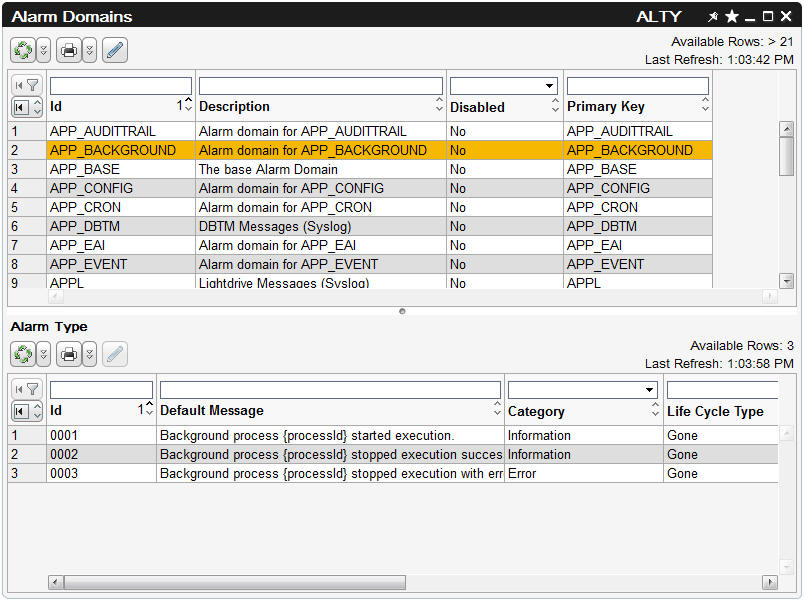 Alarm Domains ALTY
Available Rows: > 21
Last Refresh: 1:03:42 PM
Id 1 Description Disabled Primary Key
1 APP_AUDITTRAIL Alarm domain for APP_AUDITTRAIL No APP_AUDITTRAIL
2 APP_BACKGROUND Alarm domain for APP_BACKGROUND No APP_BACKGROUND
3 APP_BASE The base Alarm Domain No APP_BASE
4 APP_CONFIG Alarm domain for APP_CONFIG No APP_CONFIG
5 APP_CRON Alarm domain for APP_CRON No APP_CRON
6 APP_DBTM DBTM Messages (Syslog) No APP_DBTM
7 APP_EAI Alarm domain for APP_EAI No APP_EAI
8 APP_EVENT Alarm domain for APP_EVENT No APP_EVENT
9 APPL Lightdrive Messages (Syslog) No APPL
Alarm Type
Available Rows: 3
Last Refresh: 1:03:58 PM
Id 1 Default Message Category Life Cycle Type
1 0001 Background process {processId} started execution. Information Gone
2 0002 Background process {processId} stopped execution succes Information Gone
3 0003 Background process {processId} stopped execution with err Error Gone